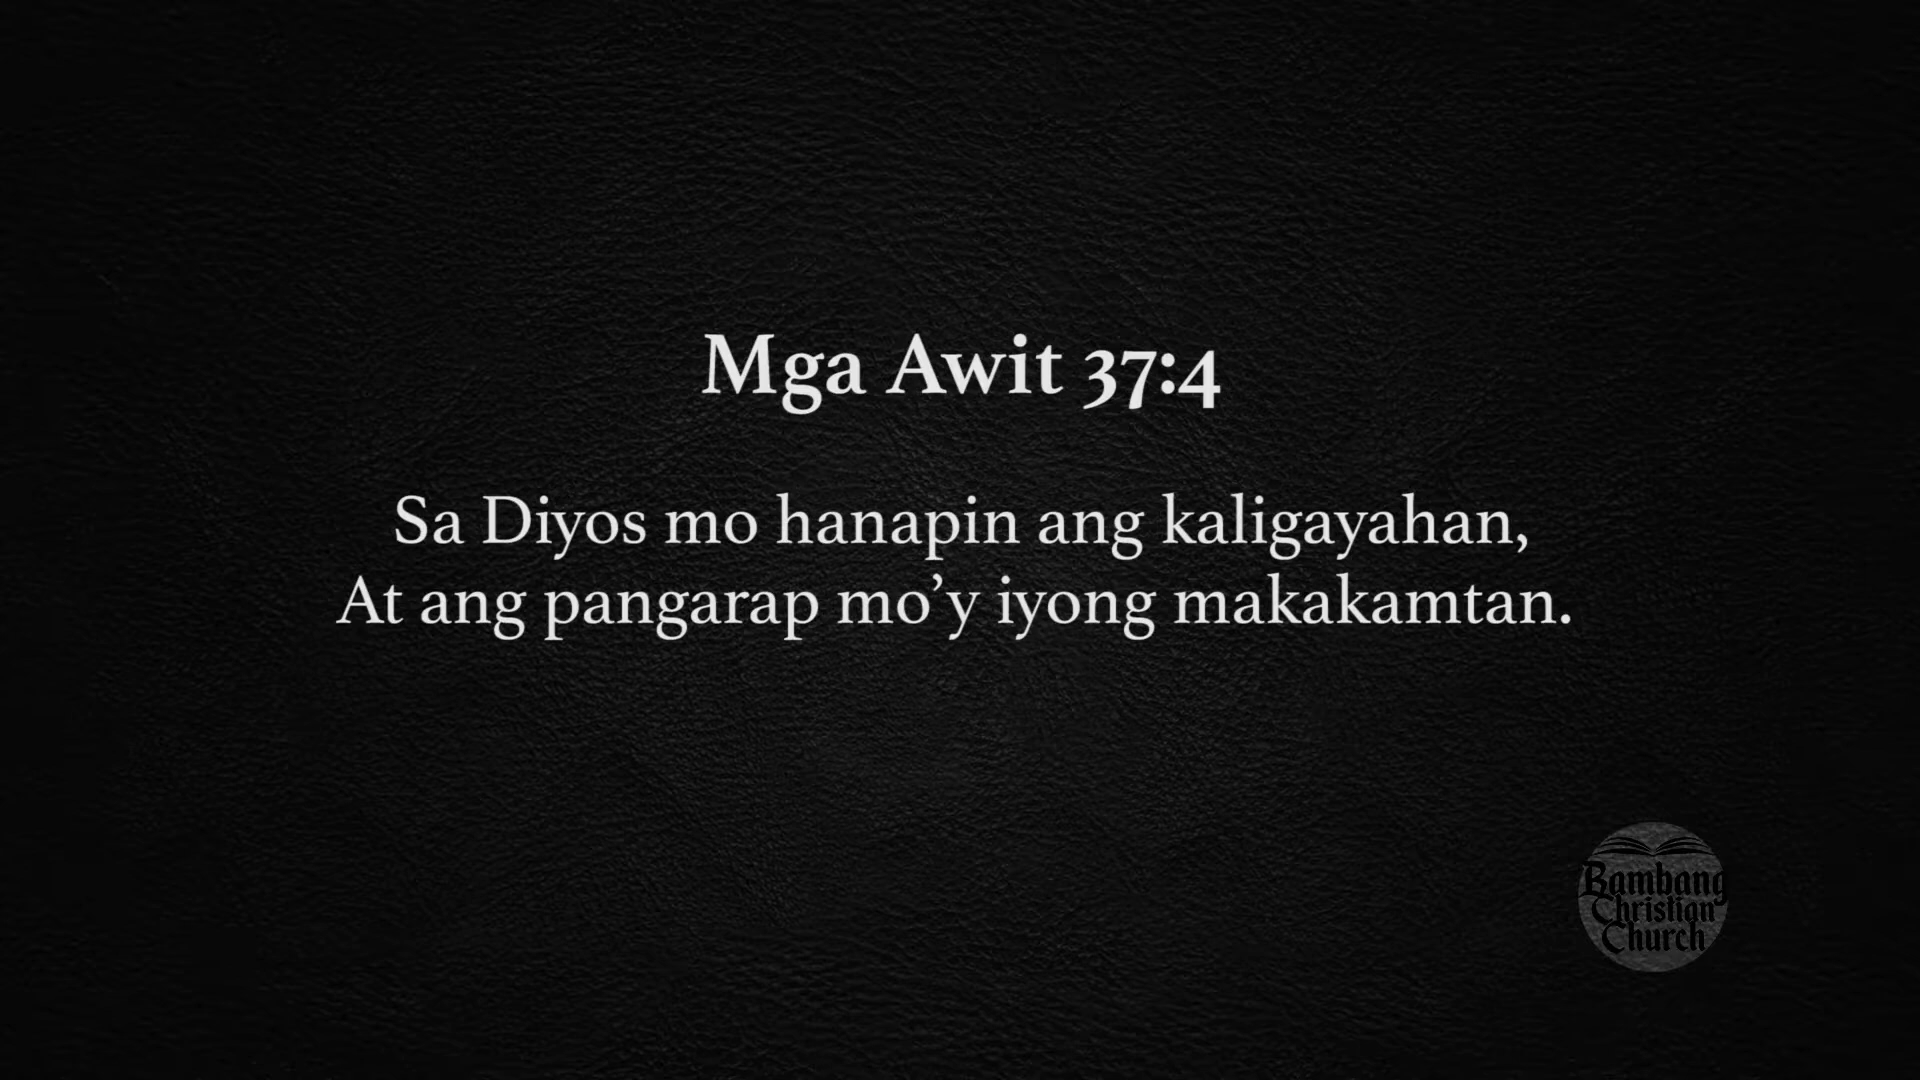 Mga Awit 37:4
Sa Diyos mo hanapin ang kaligayahan,
At ang pangarap mo’y iyong makakamtan.
Bambang
Christian
Church